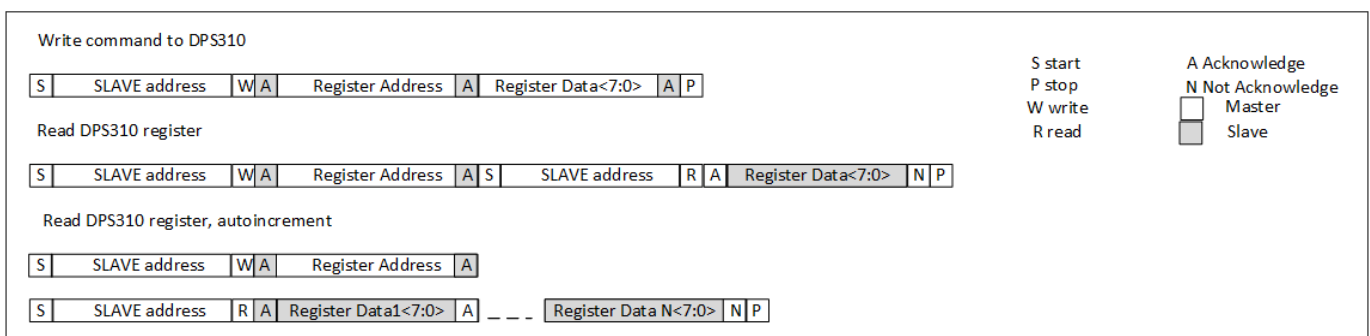 Write command to DPS310
S start A Acknowledge
S SLAVE address W A Register Address A Register Data<7:0> A P
P stop N Not Acknowledge
W write Master
Read DPS310 register
R read Slave
S SLAVE address W A Register Address A S SLAVE address R A Register Data<7:0> N P
Read DPS310 register, autoincrement
S SLAVE address W A Register Address A
S SLAVE address R A Register Data1<7:0> A _ _ _ Register Data N<7:0> N P